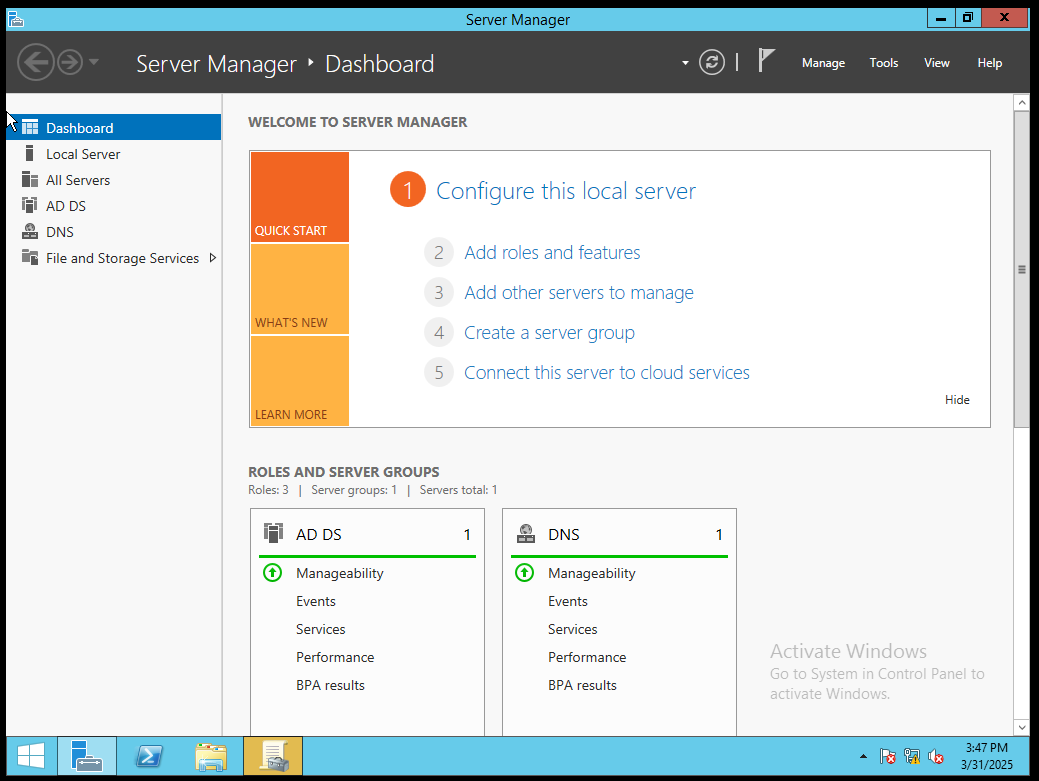 Server Manager
Server Manager • Dashboard
Manage Tools View Help
Dashboard
Local Server
All Servers
AD DS
DNS
File and Storage Services
WELCOME TO SERVER MANAGER
QUICK START
WHAT'S NEW
LEARN MORE
1 Configure this local server
2 Add roles and features
3 Add other servers to manage
4 Create a server group
5 Connect this server to cloud services
Hide
ROLES AND SERVER GROUPS
Roles: 3 | Server groups: 1 | Servers total: 1
AD DS 1
Manageability
Events
Services
Performance
BPA results
DNS 1
Manageability
Events
Services
Performance
BPA results
Activate Windows
Go to System in Control Panel to
activate Windows.
3:47 PM
3/31/2025